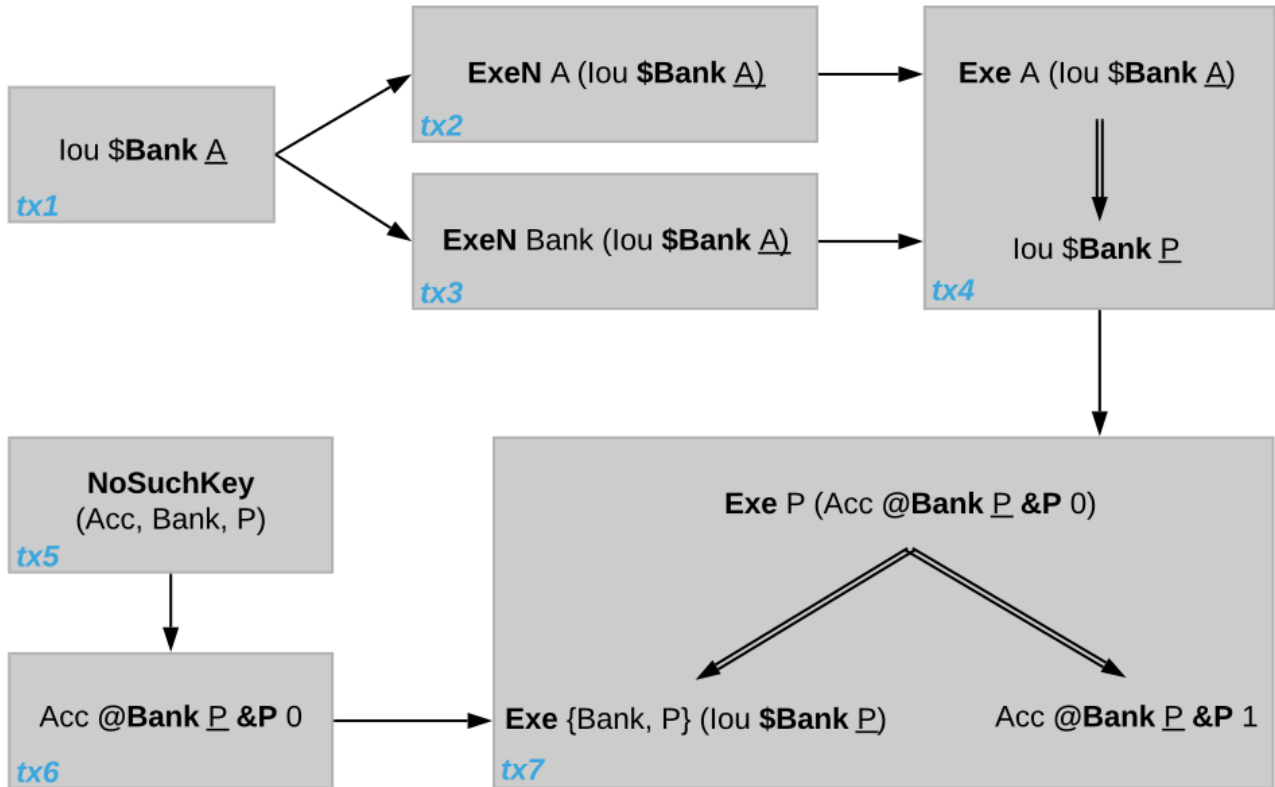 Iou $Bank A
tx1
ExeN A (Iou $Bank A)
tx2
ExeN Bank (Iou $Bank A)
tx3
Exe A (Iou $Bank A)
Iou $Bank P
tx4
NoSuchKey
(Acc, Bank, P)
tx5
Acc @Bank P &P 0
tx6
Exe P (Acc @Bank P &P 0)
Exe {Bank, P} (Iou $Bank P)
Acc @Bank P &P 1
tx7